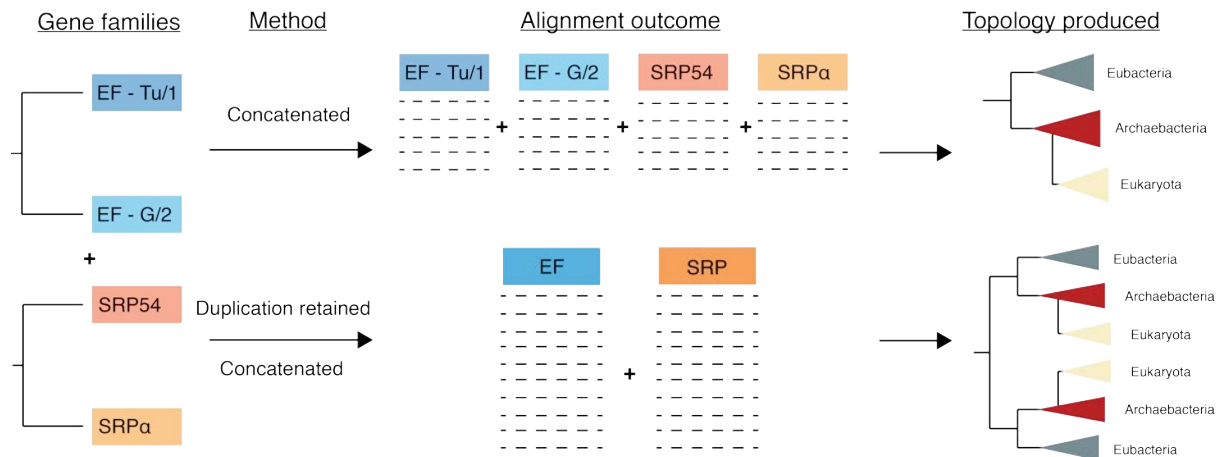 Gene families
Method
Alignment outcome
Topology produced
EF - Tu/1
EF - G/2
+
SRP54
SRPα
Concatenated
EF - Tu/1
+
EF - G/2
+
SRP54
+
SRPα
Eubacteria
Archaebacteria
Eukaryota
Duplication retained
Concatenated
EF
+
SRP
Eubacteria
Archaebacteria
Eukaryota
Eukaryota
Archaebacteria
Eubacteria